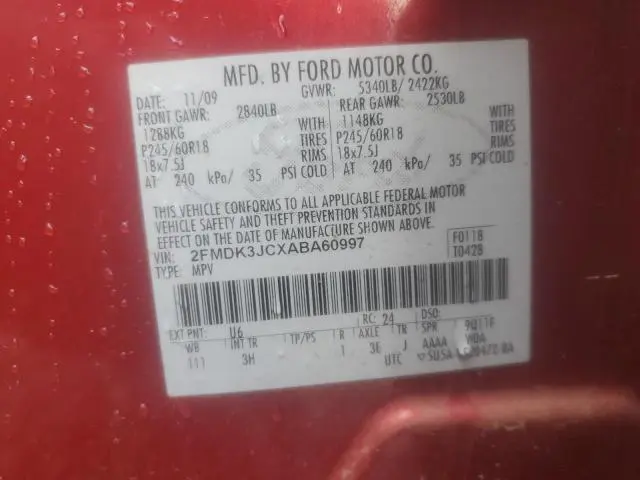 MFD. BY FORD MOTOR CO.
DATE: 11/09 GVWR: 5340LB/ 2422KG
FRONT GAWR: 2840LB REAR GAWR: 2530LB
1288KG WITH 1148KG WITH
P245/60R18 TIRES P245/60R18 TIRES
18x7.5J RIMS 18x7.5J RIMS
AT 240 kPa/ 35 PSI COLD AT 240 kPa/ 35 PSI COLD
THIS VEHICLE CONFORMS TO ALL APPLICABLE FEDERAL MOTOR
VEHICLE SAFETY AND THEFT PREVENTION STANDARDS IN
EFFECT ON THE DATE OF MANUFACTURE SHOWN ABOVE.
VIN: 2FMDK3JCXABA60997 F0118
TYPE: MPV T0428
EXT PNT: U6 RC: 24 DSO:
WB INT TR TP/PS R AXLE TR SPR
111 3H 1 3E J AAAA
UTC